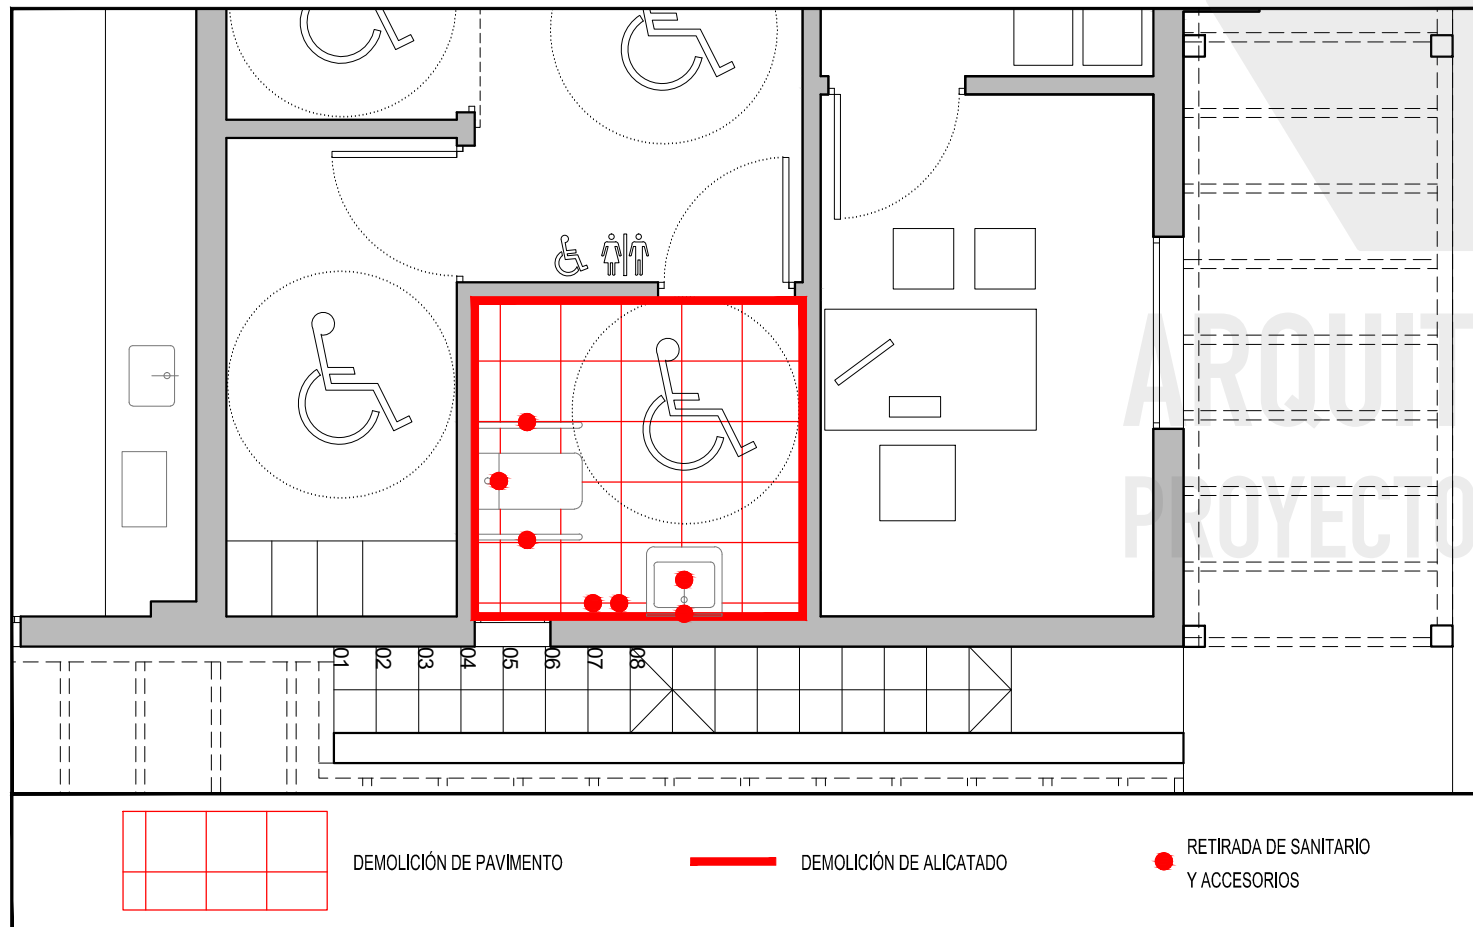 ARQUIT
PROYECTO
01
02
03
04
05
06
07
08
DEMOLICIÓN DE PAVIMENTO
DEMOLICIÓN DE ALICATADO
RETIRADA DE SANITARIO
Y ACCESORIOS